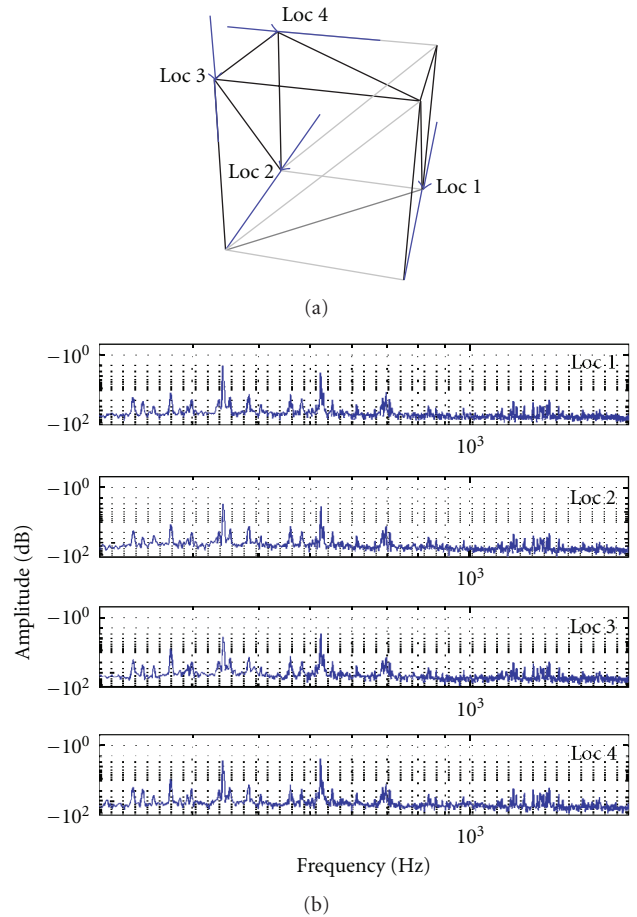 Loc 4
Loc 3
Loc 2
Loc 1
(a)
−10⁰
Loc 1
−10²
10³
−10⁰
Loc 2
−10²
10³
−10⁰
Loc 3
−10²
10³
−10⁰
Loc 4
−10²
10³
Amplitude (dB)
Frequency (Hz)
(b)